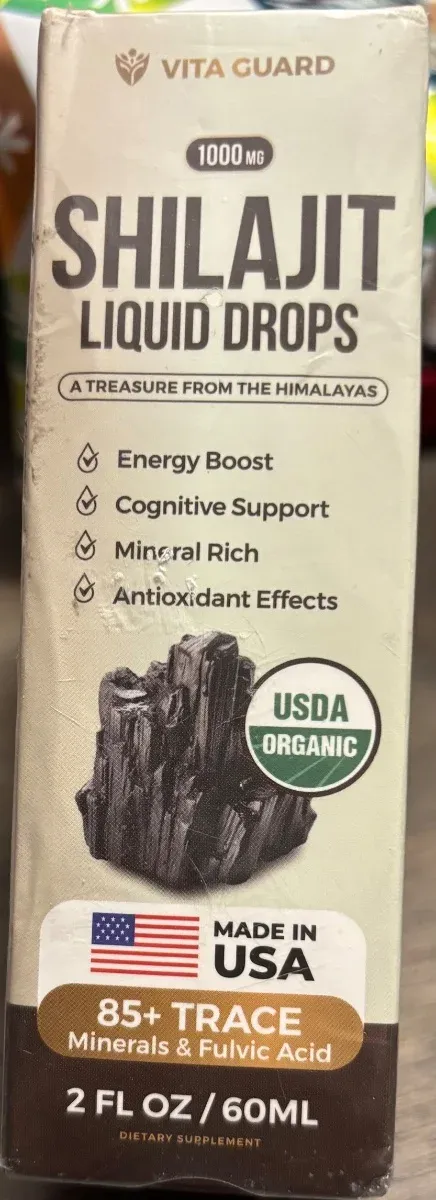 VITA GUARD
1000 MG
SHILAJIT
LIQUID DROPS
A TREASURE FROM THE HIMALAYAS
Energy Boost
Cognitive Support
Mineral Rich
Antioxidant Effects
USDA
ORGANIC
MADE IN
USA
85+ TRACE
Minerals & Fulvic Acid
2 FL OZ / 60ML
DIETARY SUPPLEMENT